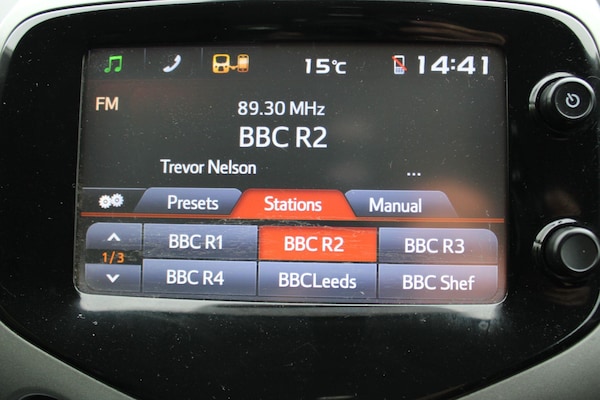 15°C 14:41
FM
89.30 MHz
BBC R2
Trevor Nelson ...
Presets Stations Manual
1/3
BBC R1 BBC R2 BBC R3
BBC R4 BBCLeeds BBC Shef